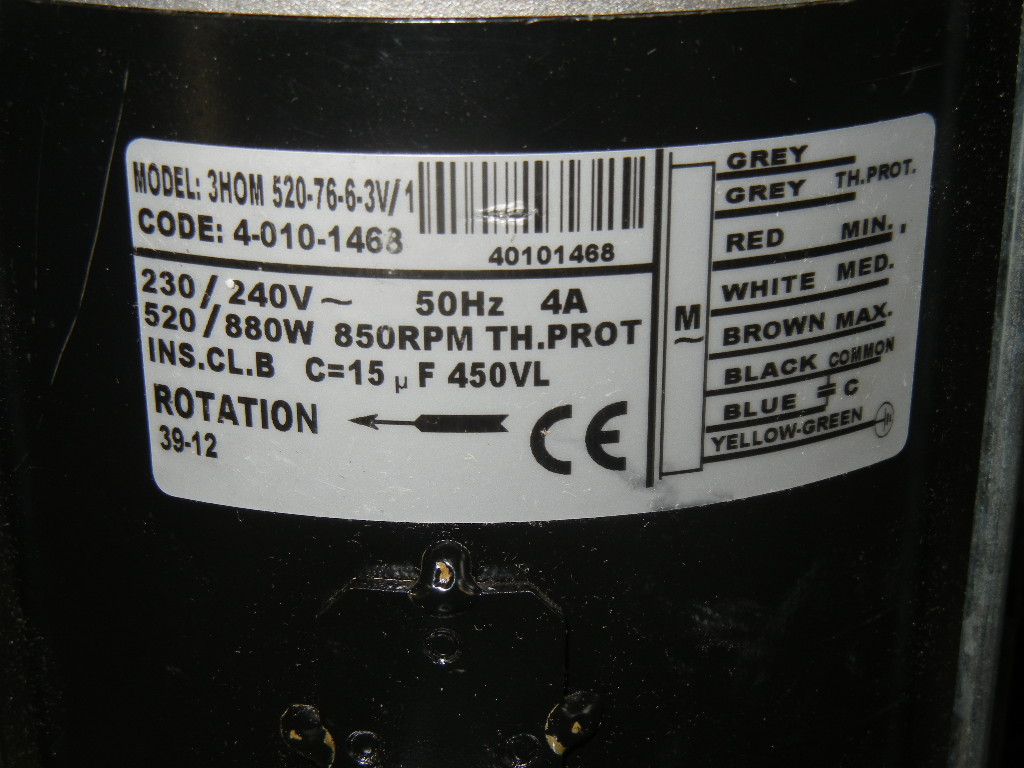 MODEL: 3HOM 520-76-6-3V/1
CODE: 4-010-1468
40101468
230/240V~ 50Hz 4A
520/880W 850RPM TH.PROT
INS.CL.B C=15 µF 450VL
ROTATION
39-12
CE
M
~
GREY
GREY TH.PROT.
RED MIN.
WHITE MED.
BROWN MAX.
BLACK COMMON
BLUE C
YELLOW-GREEN